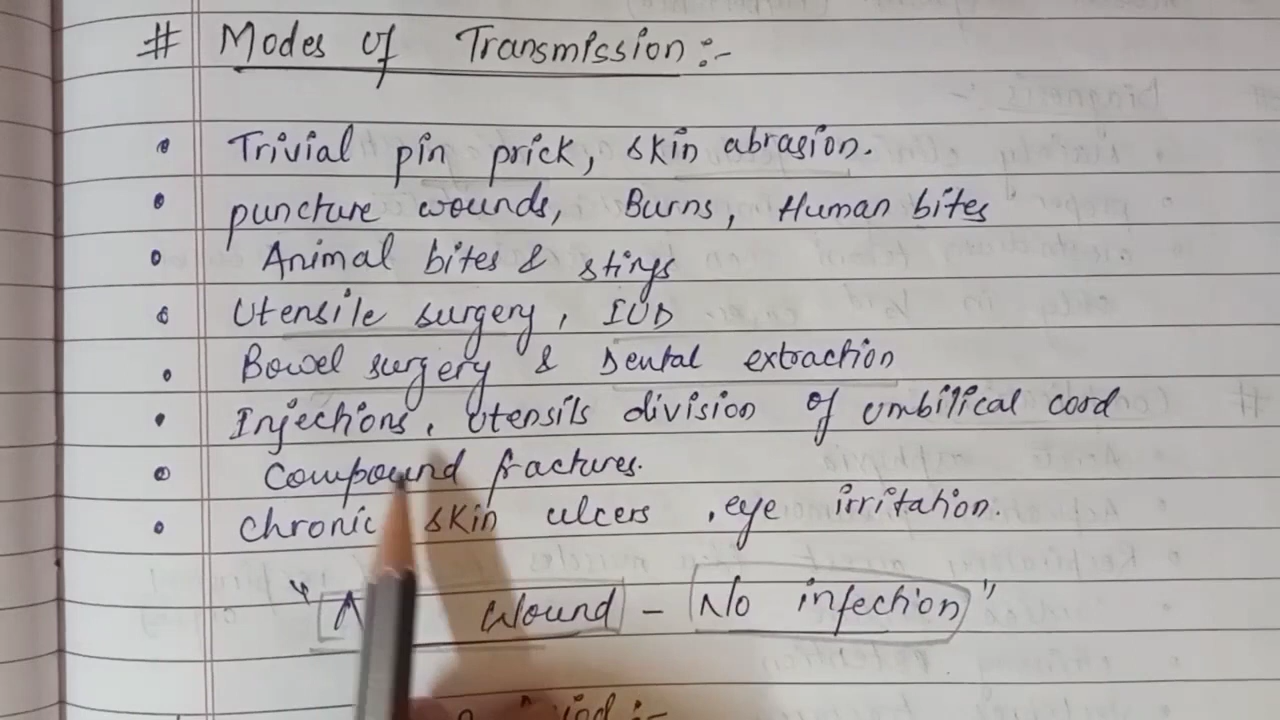 # Modes of Transmission :-
• Trivial pin prick, skin abrasion.
• puncture wounds, Burns, Human bites
• Animal bites & stings
• Utensile surgery, IUD
• Bowel surgery & Dental extraction
• Injections, Utensils division of umbilical cord
• Compound fractures.
• chronic skin ulcers, eye irritation.
" Wound - No infection"